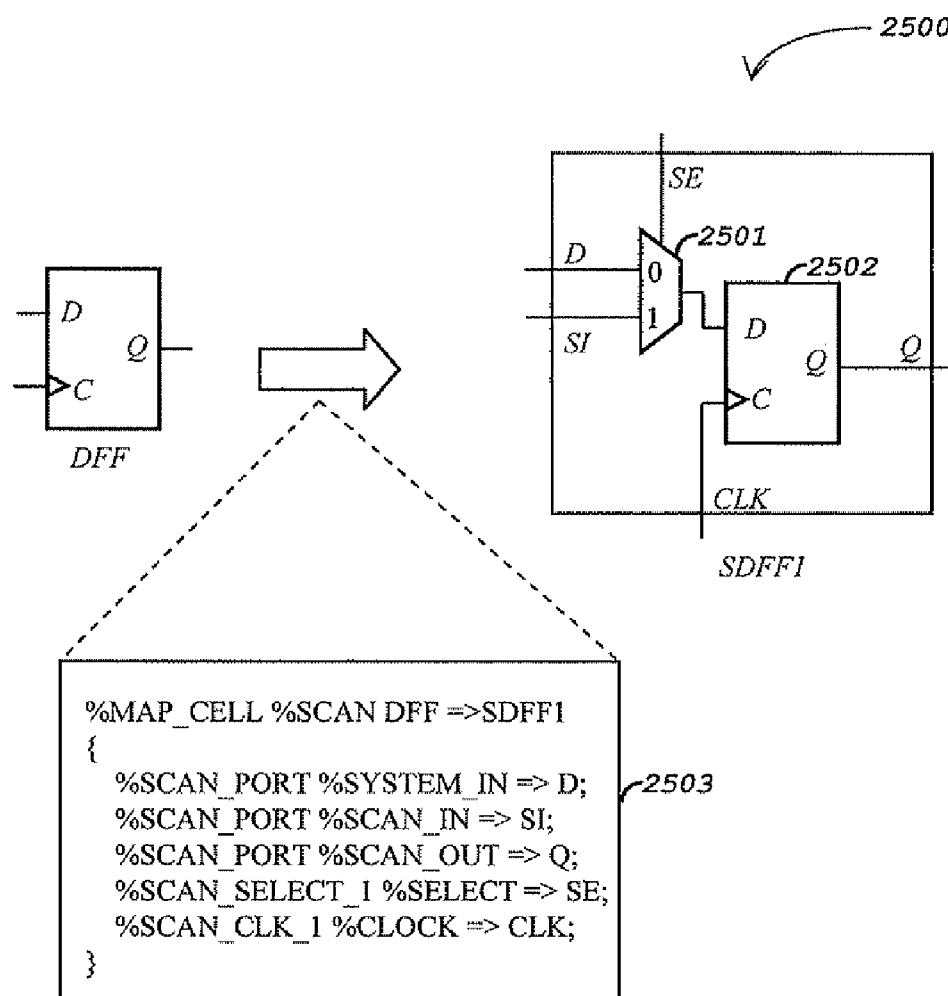 2500
SE
2501
D
0
2502
D
Q
C
DFF
1
SI
D
Q
Q
C
CLK
SDFF1
%MAP_CELL %SCAN DFF =>SDFF1
{
%SCAN_PORT %SYSTEM_IN => D;
2503
%SCAN_PORT %SCAN_IN => SI;
%SCAN_PORT %SCAN_OUT => Q;
%SCAN_SELECT_1 %SELECT => SE;
%SCAN_CLK_1 %CLOCK => CLK;
}